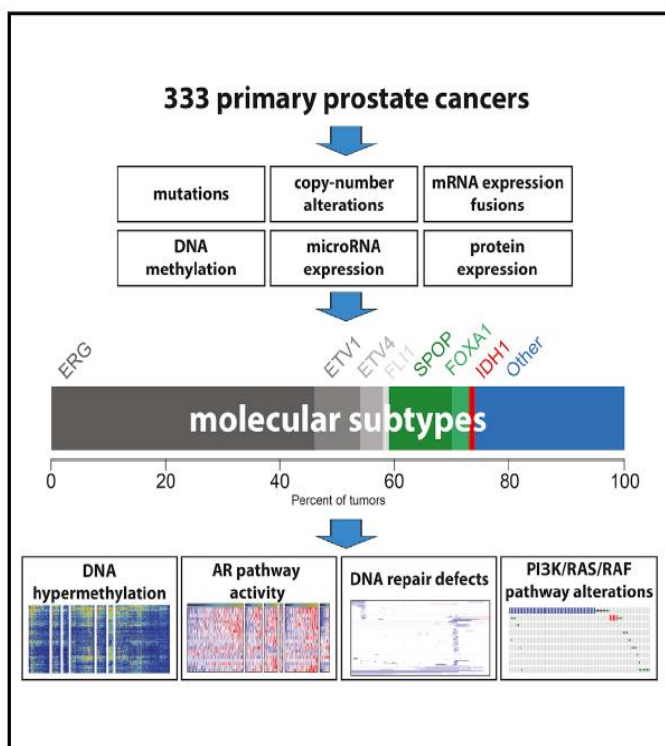 333 primary prostate cancers
mutations
copy-number
alterations
mRNA expression
fusions
DNA
methylation
microRNA
expression
protein
expression
ERG
ETV1
ETV4
FLI1
SPOP
FOXA1
IDH1
Other
molecular subtypes
0 20 40 60 80 100
Percent of tumors
DNA
hypermethylation
AR pathway
activity
DNA repair defects
PI3K/RAS/RAF
pathway alterations